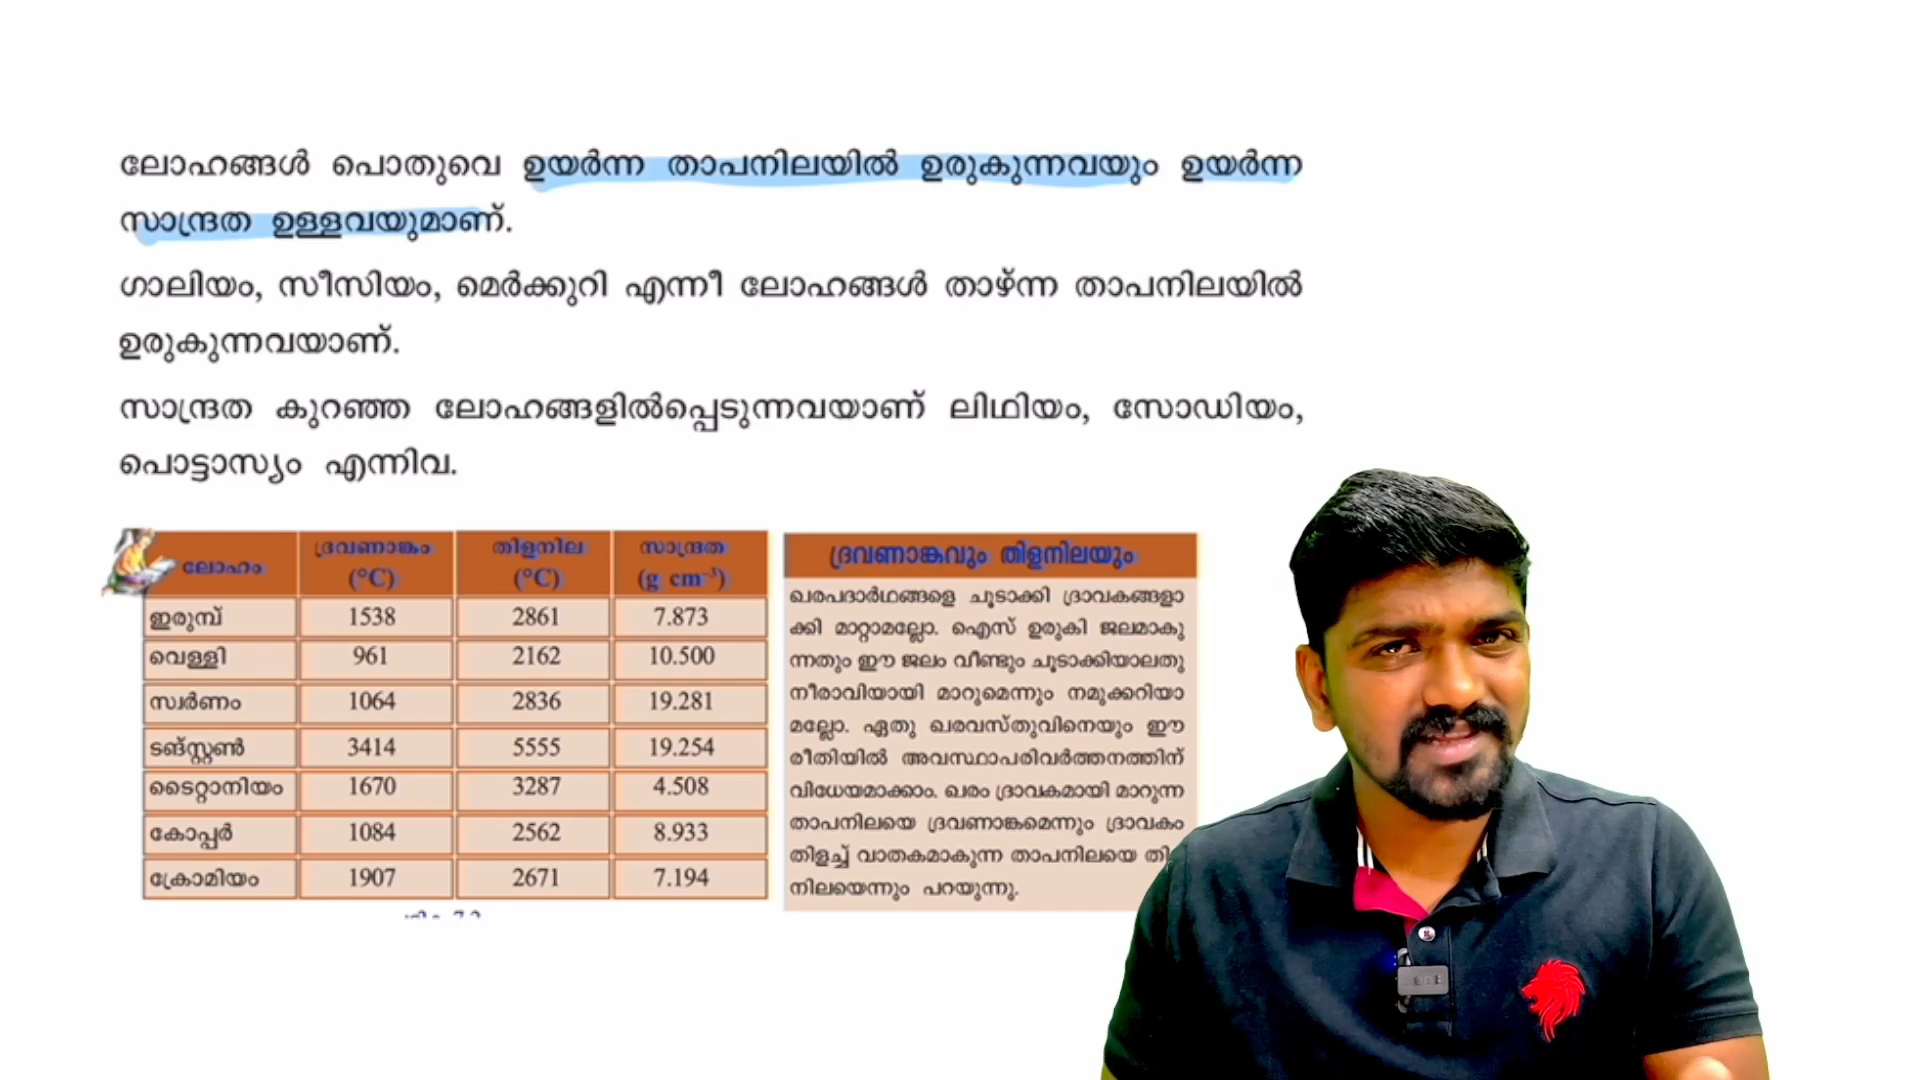 ലോഹങ്ങൾ പൊതുവെ ഉയർന്ന താപനിലയിൽ ഉരുകുന്നവയും ഉയർന്ന
സാന്ദ്രത ഉള്ളവയുമാണ്.
ഗാലിയം, സീസിയം, മെർക്കുറി എന്നീ ലോഹങ്ങൾ താഴ്ന്ന താപനിലയിൽ
ഉരുകുന്നവയാണ്.
സാന്ദ്രത കുറഞ്ഞ ലോഹങ്ങളിൽപ്പെടുന്നവയാണ് ലിഥിയം, സോഡിയം,
പൊട്ടാസ്യം എന്നിവ.
ലോഹം ദ്രവണാങ്കം (°C) തിളനില (°C) സാന്ദ്രത (g cm⁻³)
ഇരുമ്പ് 1538 2861 7.873
വെള്ളി 961 2162 10.500
സ്വർണം 1064 2836 19.281
ടങ്സ്റ്റൺ 3414 5555 19.254
ടൈറ്റാനിയം 1670 3287 4.508
കോപ്പർ 1084 2562 8.933
ക്രോമിയം 1907 2671 7.194
ദ്രവണാങ്കവും തിളനിലയും
ഖരപദാർഥങ്ങളെ ചൂടാക്കി ദ്രാവകങ്ങളാ
ക്കി മാറ്റാമല്ലോ. ഐസ് ഉരുകി ജലമാകു
ന്നതും ഈ ജലം വീണ്ടും ചൂടാക്കിയാലതു
നീരാവിയായി മാറുമെന്നും നമുക്കറിയാ
മല്ലോ. ഏതു ഖരവസ്തുവിനെയും ഈ
രീതിയിൽ അവസ്ഥാപരിവർത്തനത്തിന്
വിധേയമാക്കാം. ഖരം ദ്രാവകമായി മാറുന്ന
താപനിലയെ ദ്രവണാങ്കമെന്നും ദ്രാവകം
തിളച്ച് വാതകമാകുന്ന താപനിലയെ തി
നിലയെന്നും പറയുന്നു.